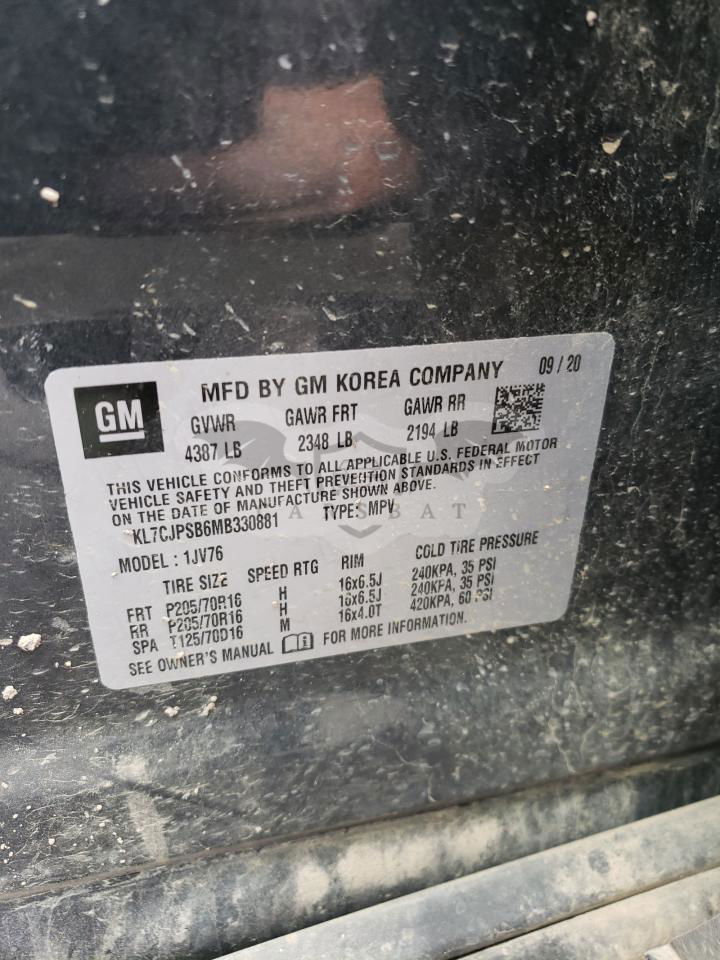 GM
MFD BY GM KOREA COMPANY 09 / 20
GVWR GAWR FRT GAWR RR
4387 LB 2348 LB 2194 LB
THIS VEHICLE CONFORMS TO ALL APPLICABLE U.S. FEDERAL MOTOR
VEHICLE SAFETY AND THEFT PREVENTION STANDARDS IN EFFECT
ON THE DATE OF MANUFACTURE SHOWN ABOVE.
KL7CJPSB6MB330881 TYPE: MPV
MODEL : 1JV76
TIRE SIZE SPEED RTG RIM COLD TIRE PRESSURE
FRT P205/70R16 H 16x6.5J 240KPA, 35 PSI
RR P205/70R16 H 16x6.5J 240KPA, 35 PSI
SPA T125/70D16 M 16x4.0T 420KPA, 60 PSI
SEE OWNER'S MANUAL FOR MORE INFORMATION.